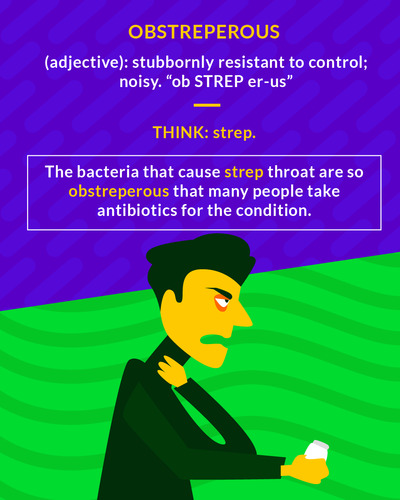 OBSTREPEROUS
(adjective): stubbornly resistant to control;
noisy. “ob STREP er-us”
THINK: strep.
The bacteria that cause strep throat are so
obstreperous that many people take
antibiotics for the condition.